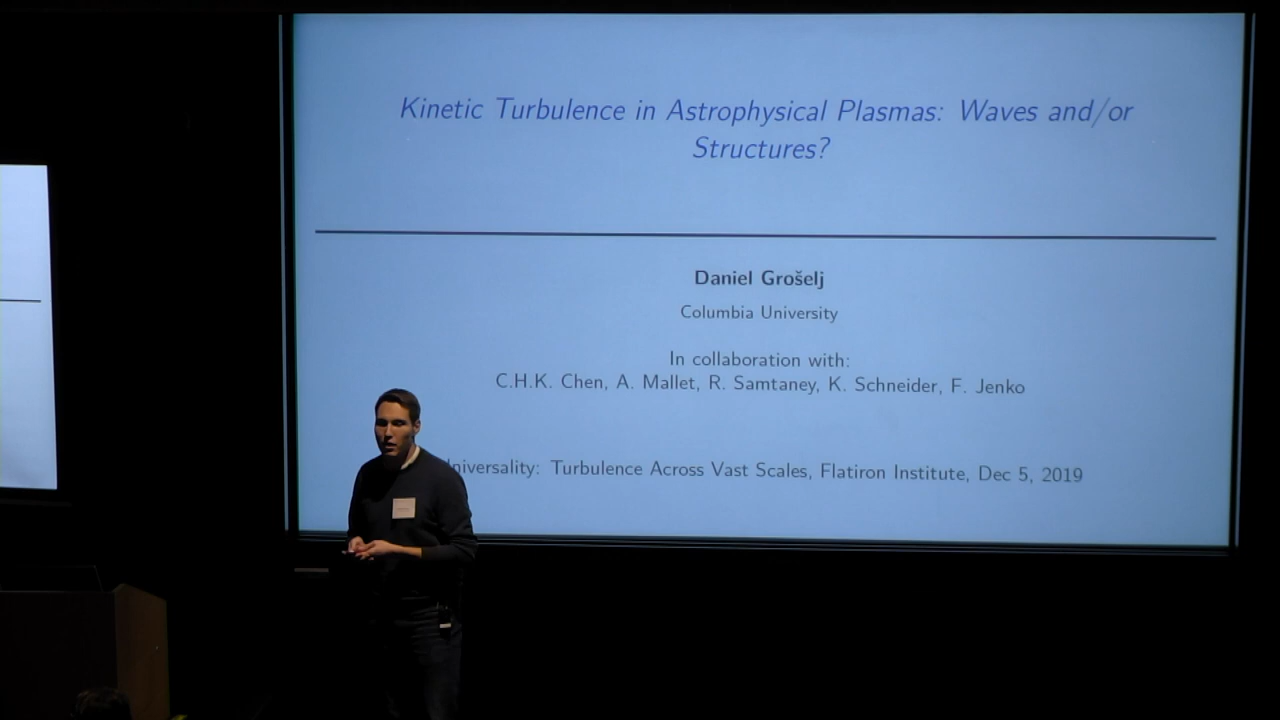 Kinetic Turbulence in Astrophysical Plasmas: Waves and/or
Structures?
Daniel Grošelj
Columbia University
In collaboration with:
C.H.K. Chen, A. Mallet, R. Samtaney, K. Schneider, F. Jenko
niversality: Turbulence Across Vast Scales, Flatiron Institute, Dec 5, 2019